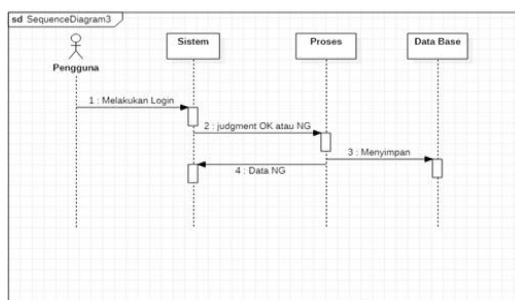 sd SequenceDiagram3
Sistem
Proses
Data Base
Pengguna
1 : Melakukan Login
2 : judgment OK atau NG
3 : Menyimpan
4 : Data NG